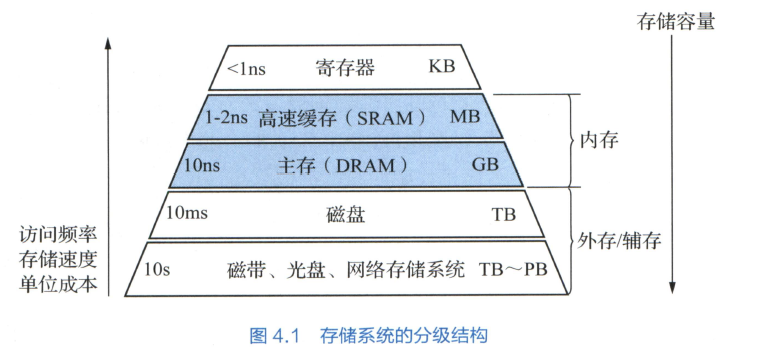 存储容量
<1ns 寄存器 KB
1-2ns 高速缓存（SRAM） MB
10ns 主存（DRAM） GB
内存
10ms 磁盘 TB
10s 磁带、光盘、网络存储系统 TB～PB
外存/辅存
访问频率
存储速度
单位成本
图 4.1 存储系统的分级结构